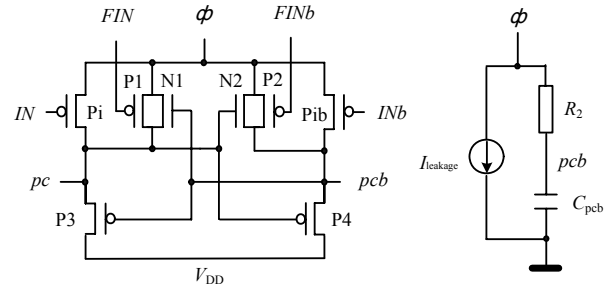 FIN ϕ FINb ϕ
P1 N1 N2 P2
IN Pi Pib INb
R2
Ileakage pcb
pc pcb
Cpcb
P3 P4
VDD